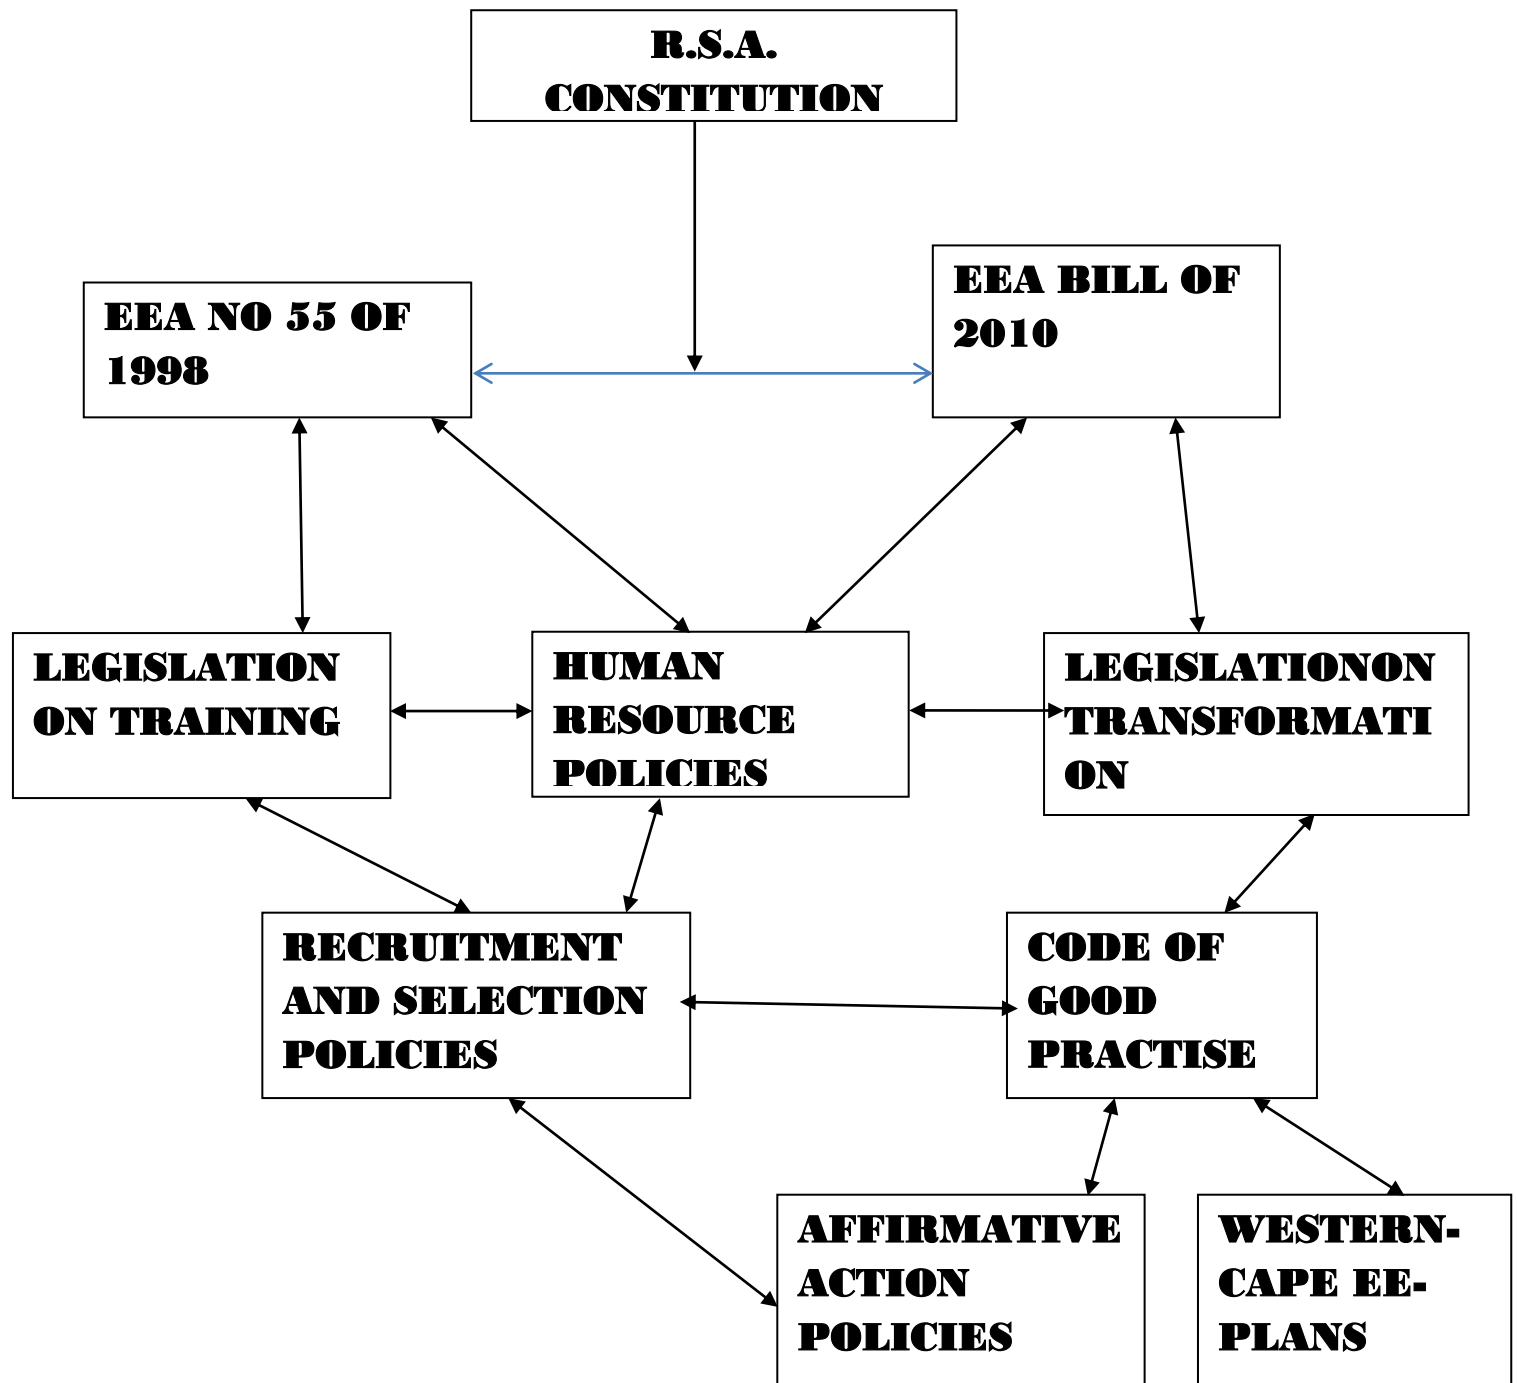 R.S.A.
CONSTITUTION
EEA NO 55 OF
1998
EEA BILL OF
2010
LEGISLATION
ON TRAINING
HUMAN
RESOURCE
POLICIES
LEGISLATIONON
TRANSFORMATI
ON
RECRUITMENT
AND SELECTION
POLICIES
CODE OF
GOOD
PRACTISE
AFFIRMATIVE
ACTION
POLICIES
WESTERN-
CAPE EE-
PLANS